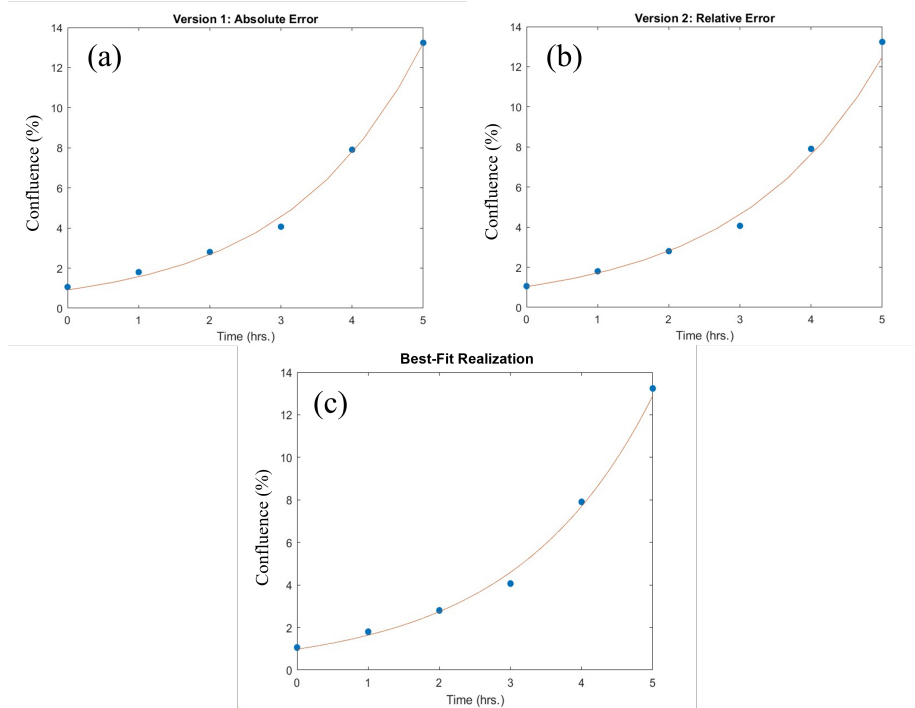 Version 1: Absolute Error
(a)
Confluence (%)
14
12
10
8
6
4
2
0
0 1 2 3 4 5
Time (hrs.)
Version 2: Relative Error
(b)
Confluence (%)
14
12
10
8
6
4
2
0
0 1 2 3 4 5
Time (hrs.)
Best-Fit Realization
(c)
Confluence (%)
14
12
10
8
6
4
2
0
0 1 2 3 4 5
Time (hrs.)